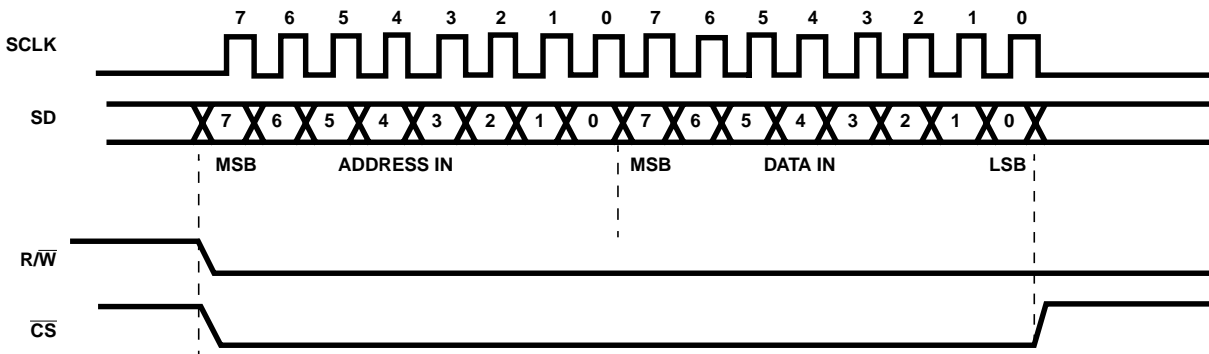 7 6 5 4 3 2 1 0 7 6 5 4 3 2 1 0
SCLK
SD 7 6 5 4 3 2 1 0 7 6 5 4 3 2 1 0
MSB ADDRESS IN MSB DATA IN LSB
R/W̅
C̅S̅